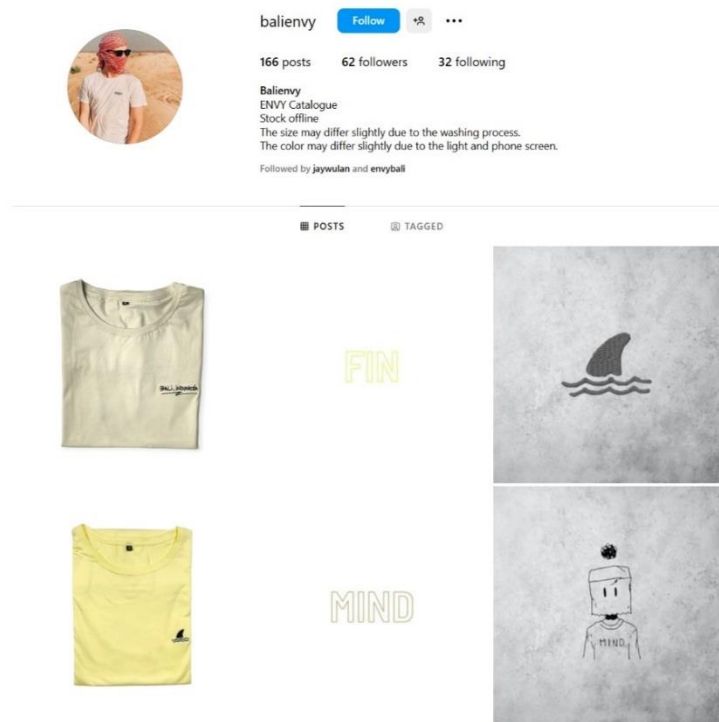 balienvy Follow
166 posts 62 followers 32 following
Balienvy
ENVY Catalogue
Stock offline
The size may differ slightly due to the washing process.
The color may differ slightly due to the light and phone screen.
Followed by jaywulan and envybali
POSTS TAGGED
FIN
MIND
MIND